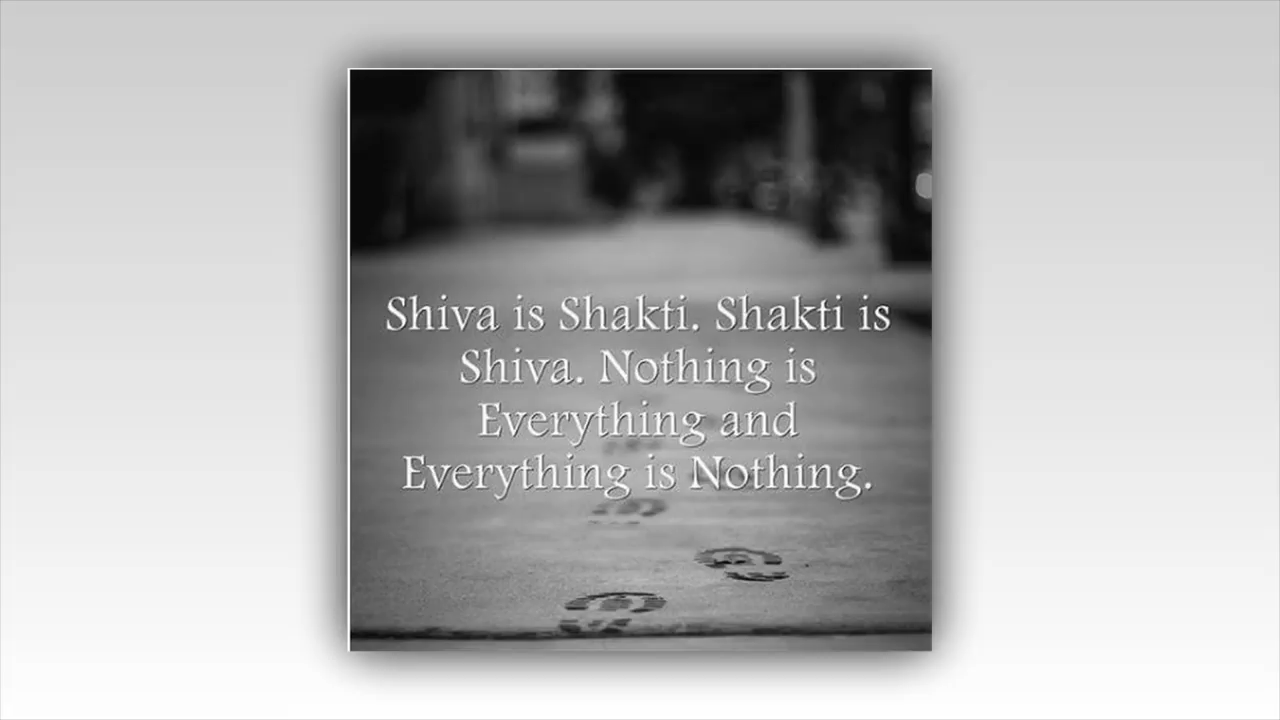 Shiva is Shakti. Shakti is
Shiva. Nothing is
Everything and
Everything is Nothing.